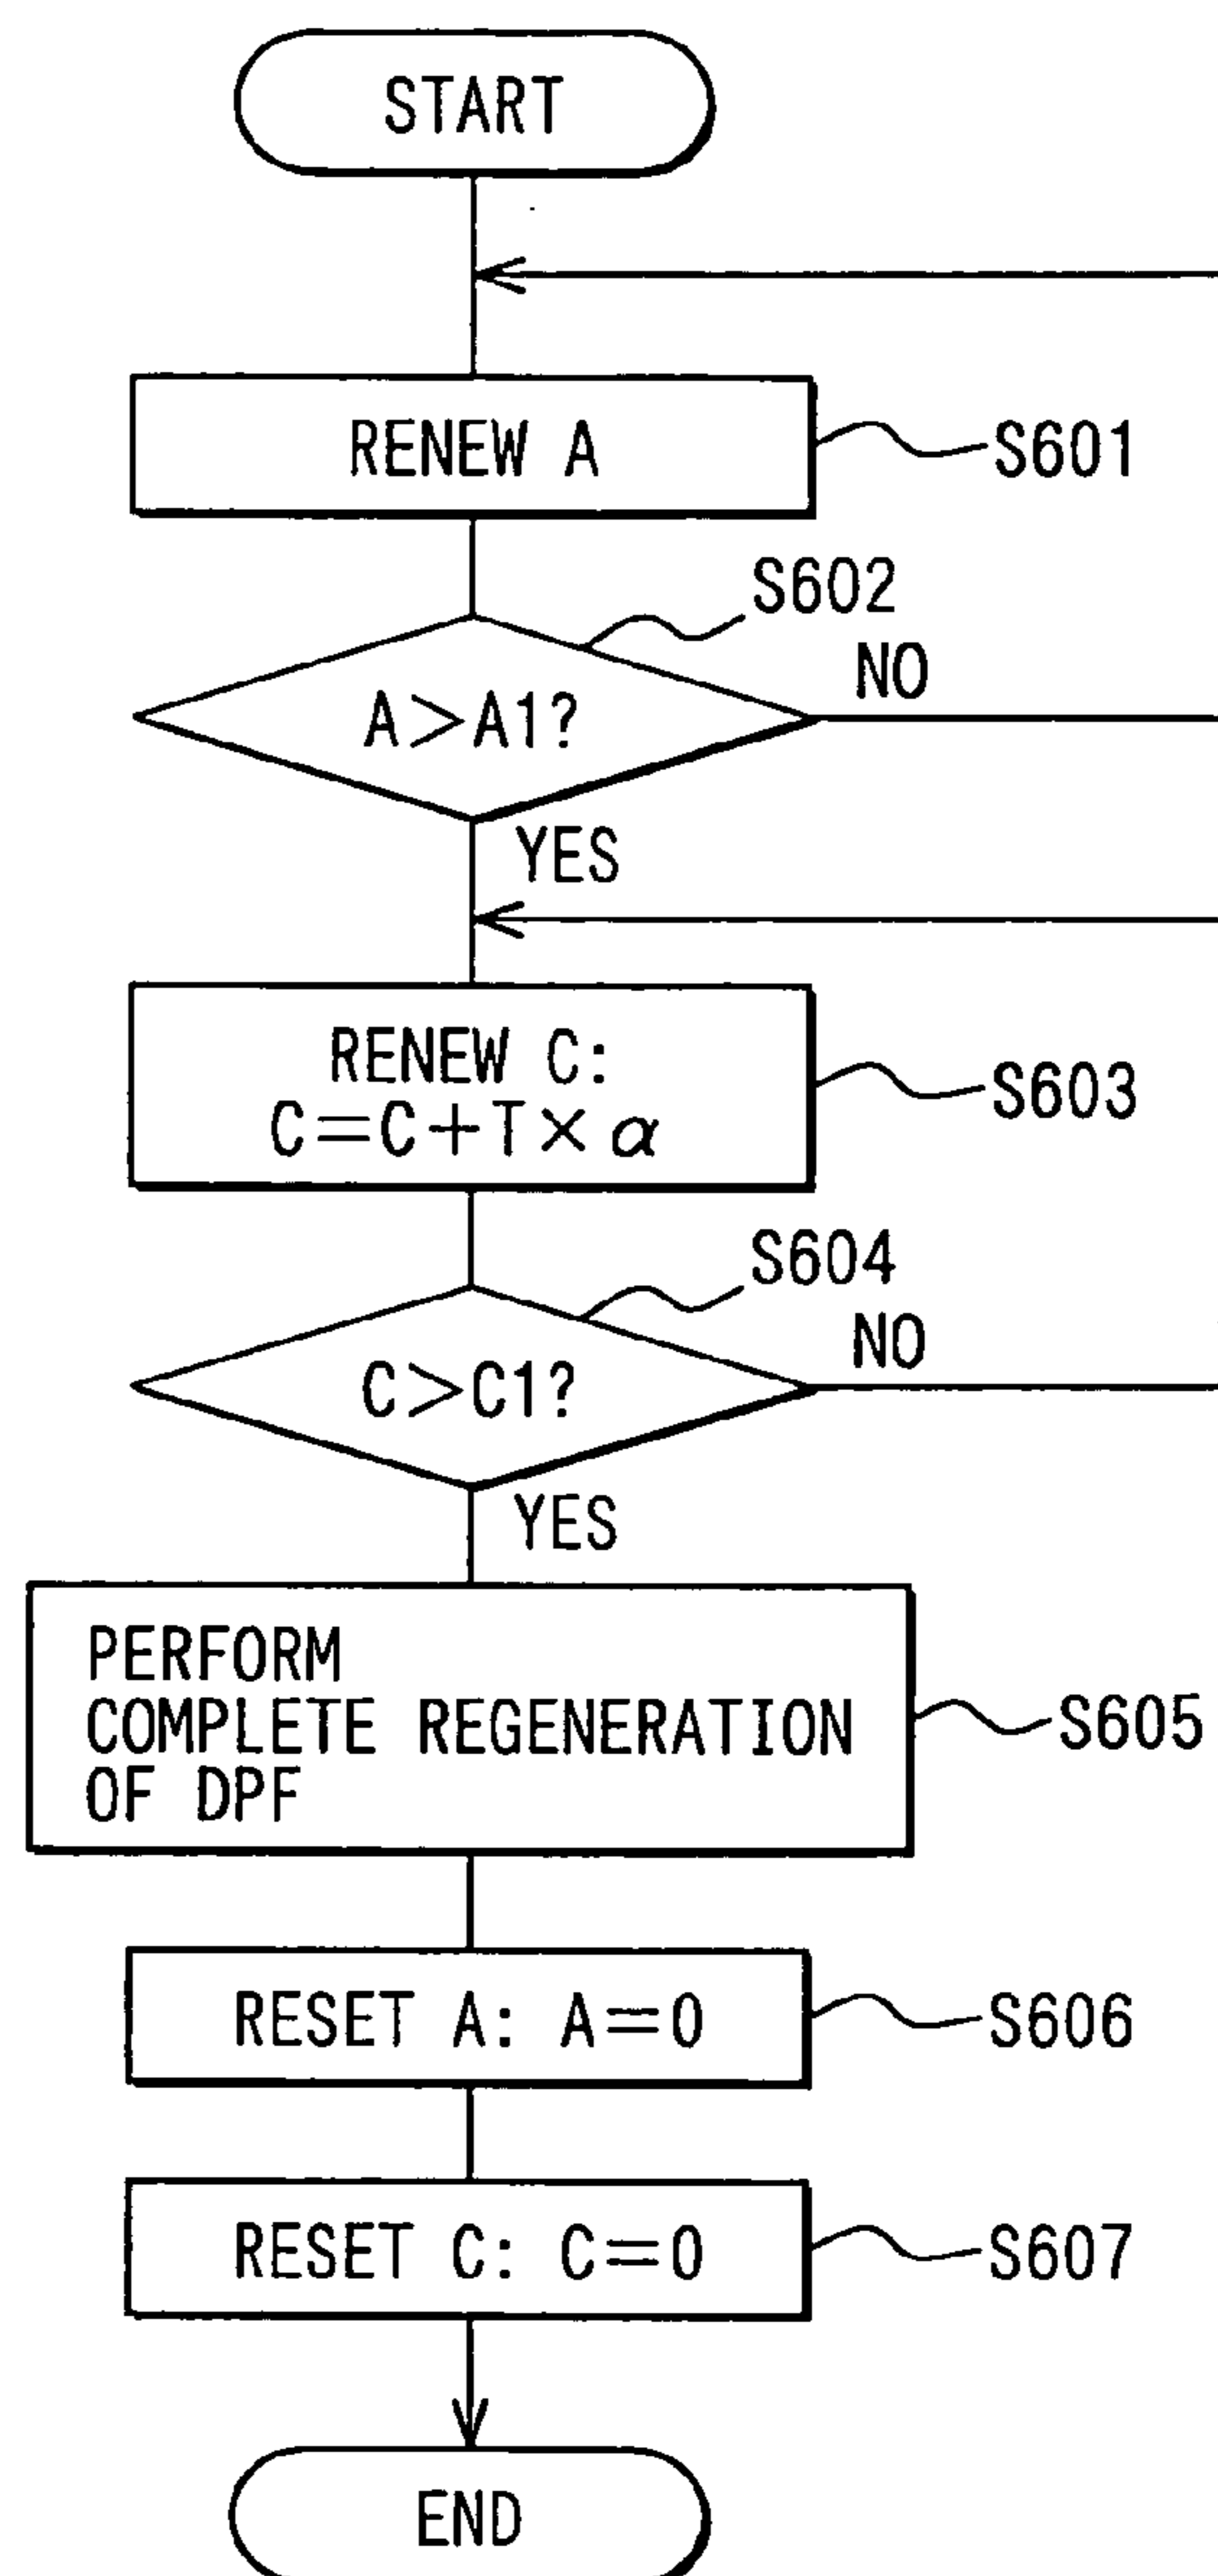 START
RENEW A
S601
S602
A>A1?
NO
YES
RENEW C:
C=C+T×α
S603
S604
C>C1?
NO
YES
PERFORM
COMPLETE REGENERATION
OF DPF
S605
RESET A: A=0
S606
RESET C: C=0
S607
END